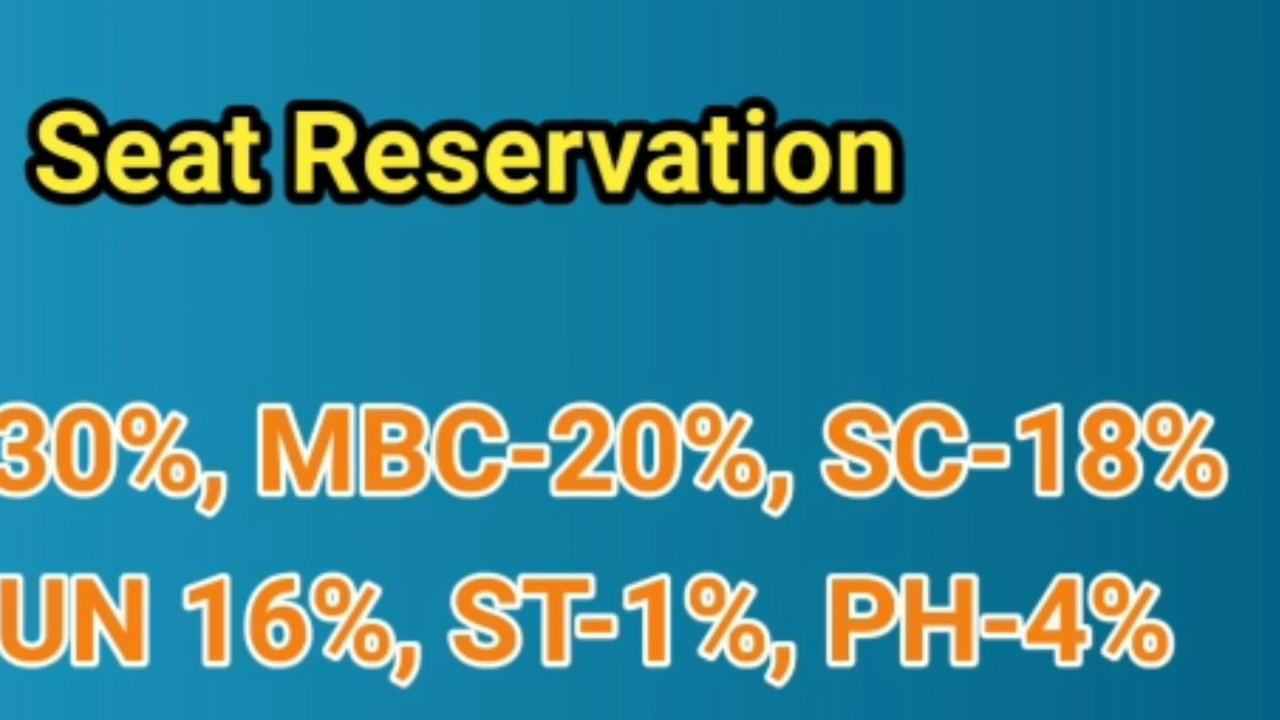 Seat Reservation
30%, MBC-20%, SC-18%
UN 16%, ST-1%, PH-4%